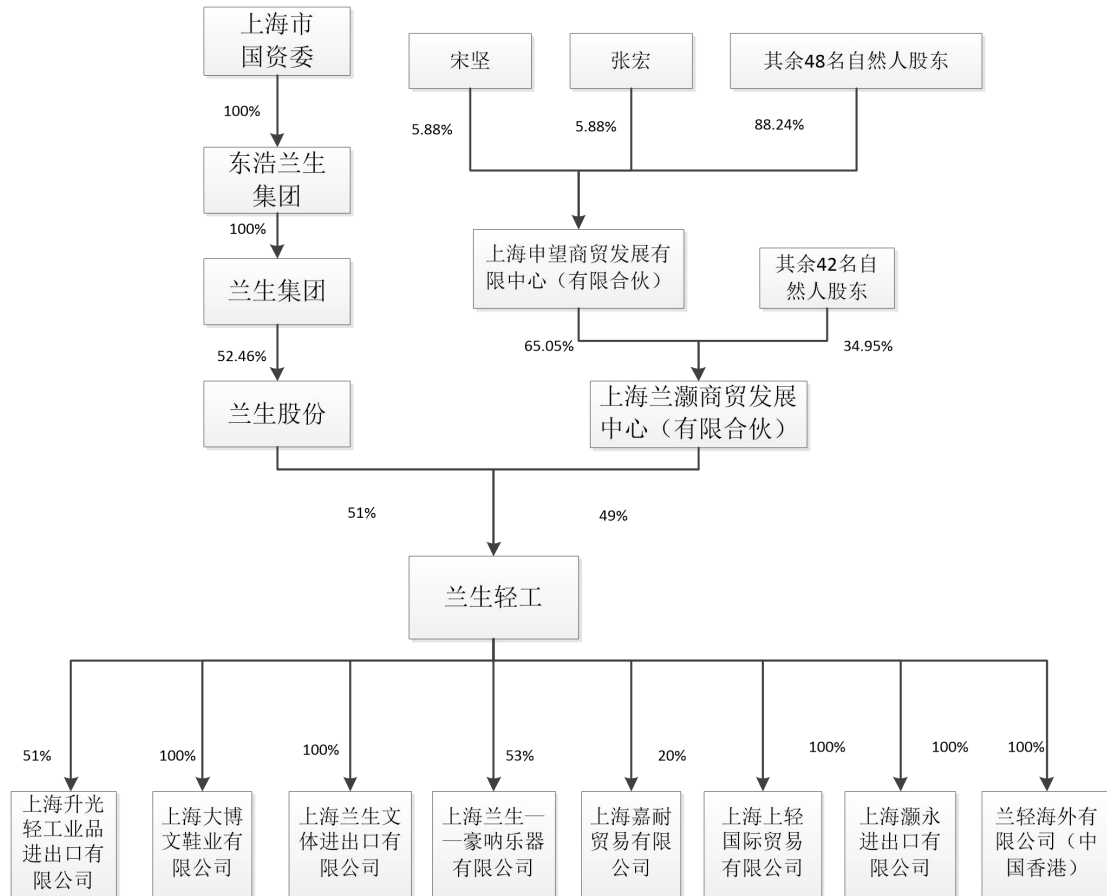 上海市
国资委
宋坚
张宏
其余48名自然人股东
100%
5.88%
5.88%
88.24%
东浩兰生
集团
100%
上海申望商贸发展有
限中心（有限合伙）
其余42名自
然人股东
兰生集团
52.46%
65.05%
34.95%
兰生股份
上海兰灏商贸发展
中心（有限合伙）
51%
49%
兰生轻工
51%
100%
100%
53%
20%
100%
100%
100%
上海升光
轻工业品
进出口有
限公司
上海大博
文鞋业有
限公司
上海兰生文
体进出口有
限公司
上海兰生—
—豪呐乐器
有限公司
上海嘉耐
贸易有限
公司
上海上轻
国际贸易
有限公司
上海灏永
进出口有
限公司
兰轻海外有
限公司（中
国香港）